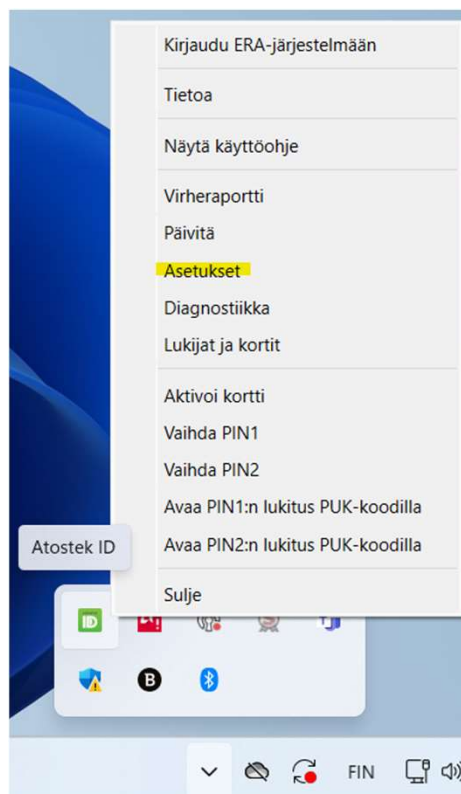 Kirjaudu ERA-järjestelmään
Tietoa
Näytä käyttöohje
Virheraportti
Päivitä
Asetukset
Diagnostiikka
Lukijat ja kortit
Aktivoi kortti
Vaihda PIN1
Vaihda PIN2
Avaa PIN1:n lukitus PUK-koodilla
Avaa PIN2:n lukitus PUK-koodilla
Atostek ID
Sulje
ID
B
FIN